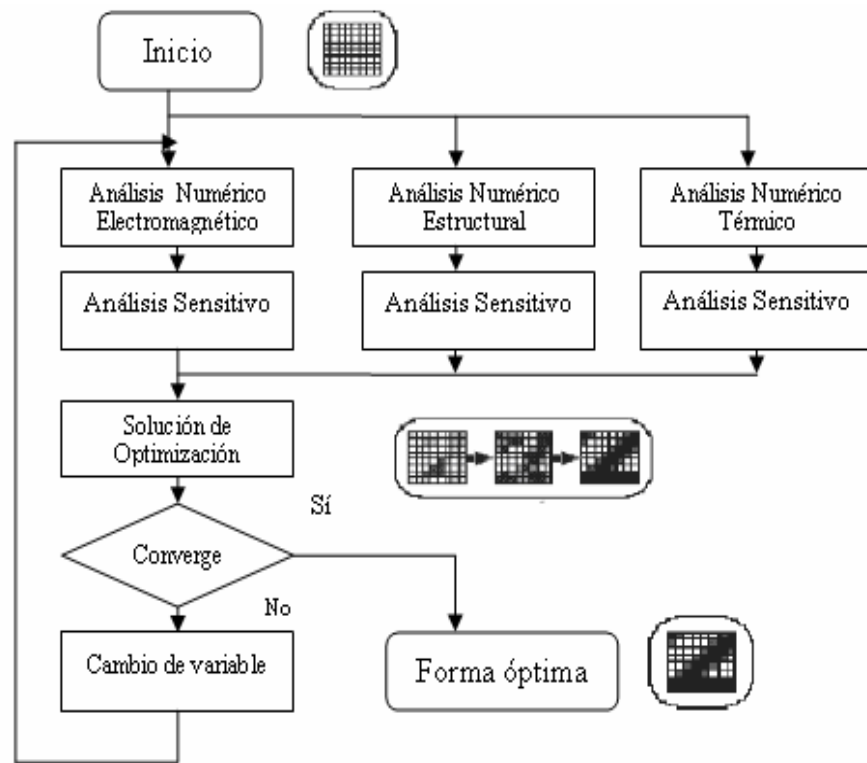 Inicio
Análisis Numérico
Electromagnético
Análisis Numérico
Estructural
Análisis Numérico
Térmico
Análisis Sensitivo
Análisis Sensitivo
Análisis Sensitivo
Solución de
Optimización
Sí
Converge
No
Cambio de variable
Forma óptima